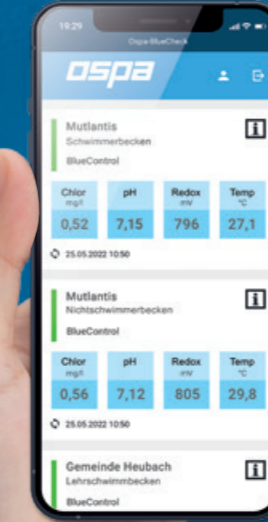 19:29
Ospa-BlueCheck
ospa
Mutlantis
Schwimmerbecken
BlueControl
Chlor pH Redox Temp
mg/l mV °C
0,52 7,15 796 27,1
25.05.2022 10:50
Mutlantis
Nichtschwimmerbecken
BlueControl
Chlor pH Redox Temp
mg/l mV °C
0,56 7,12 805 29,8
25.05.2022 10:50
Gemeinde Heubach
Lehrschwimmbecken
BlueControl